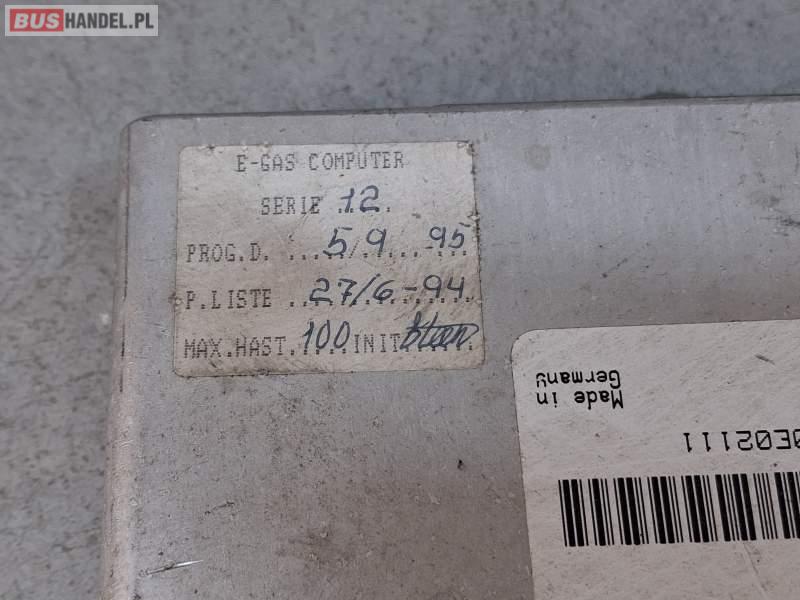 BUSHANDEL.PL
E-GAS COMPUTER
SERIE .12.
PROG.D. ....5/9.... 95
P.LISTE ..27/6-94
MAX.HAST. 100 INIT
Made in
Germany
E02111